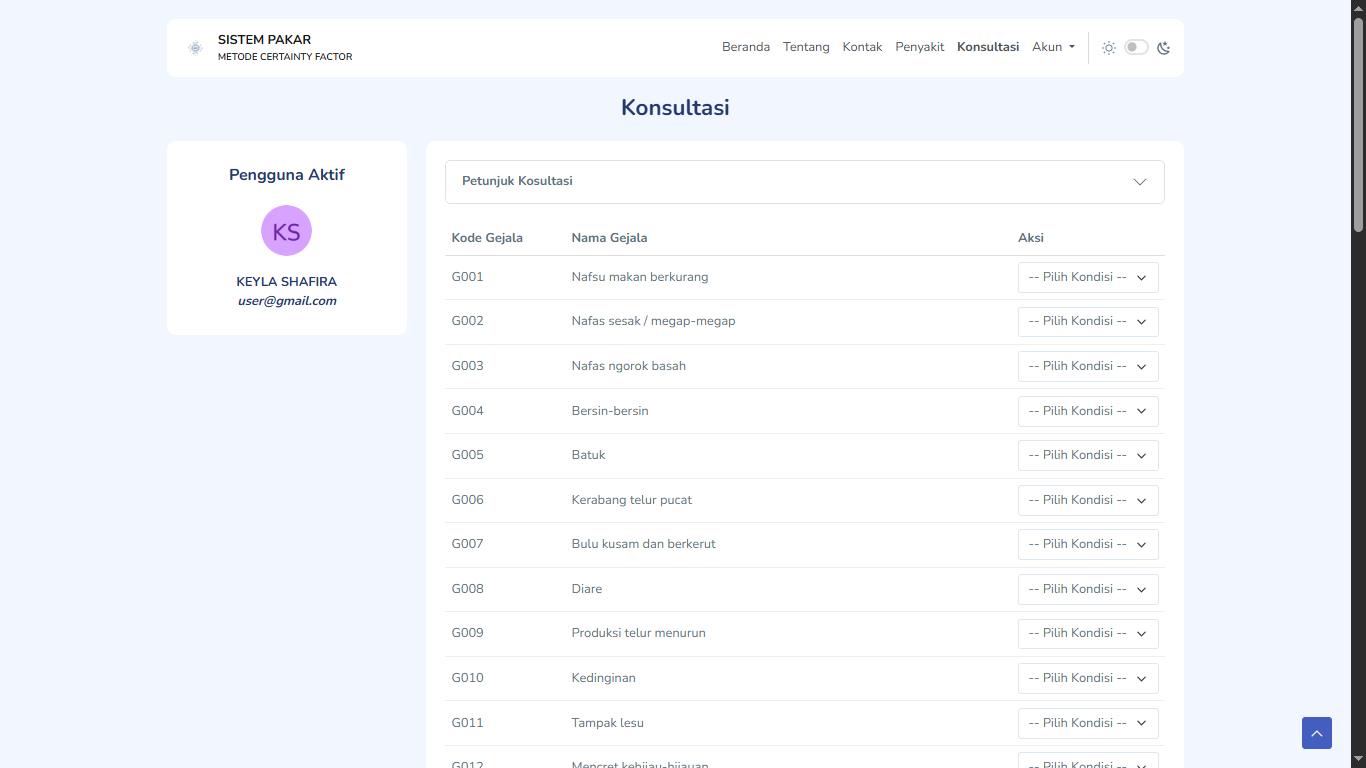 SISTEM PAKAR
METODE CERTAINTY FACTOR
Beranda Tentang Kontak Penyakit Konsultasi Akun
Konsultasi
Pengguna Aktif
KS
KEYLA SHAFIRA
user@gmail.com
Petunjuk Kosultasi
Kode Gejala Nama Gejala Aksi
G001 Nafsu makan berkurang -- Pilih Kondisi --
G002 Nafas sesak / megap-megap -- Pilih Kondisi --
G003 Nafas ngorok basah -- Pilih Kondisi --
G004 Bersin-bersin -- Pilih Kondisi --
G005 Batuk -- Pilih Kondisi --
G006 Kerabang telur pucat -- Pilih Kondisi --
G007 Bulu kusam dan berkerut -- Pilih Kondisi --
G008 Diare -- Pilih Kondisi --
G009 Produksi telur menurun -- Pilih Kondisi --
G010 Kedinginan -- Pilih Kondisi --
G011 Tampak lesu -- Pilih Kondisi --
G012 Mencret kehijau-hijauan -- Pilih Kondisi --